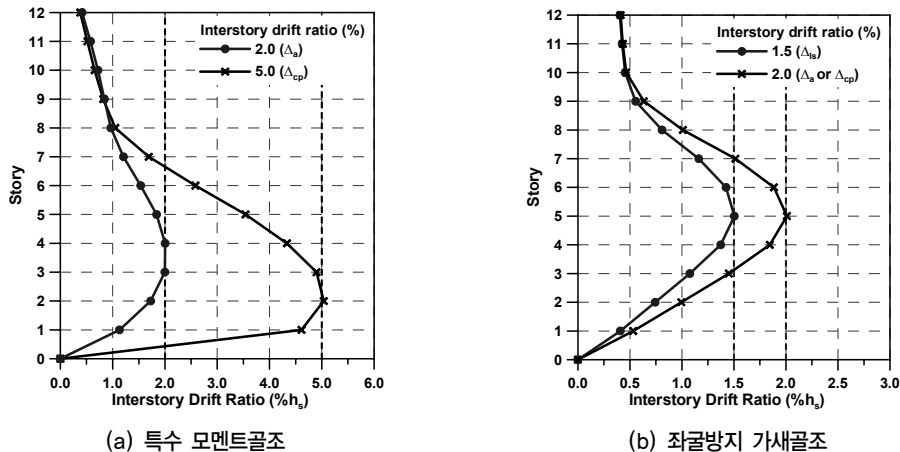 Interstory drift ratio (%)
2.0 (Δa)
5.0 (Δcp)
Story
12
11
10
9
8
7
6
5
4
3
2
1
0
0.0 1.0 2.0 3.0 4.0 5.0 6.0
Interstory Drift Ratio (%hs)
(a) 특수 모멘트골조
Interstory drift ratio (%)
1.5 (Δls)
2.0 (Δa or Δcp)
Story
12
11
10
9
8
7
6
5
4
3
2
1
0
0.0 0.5 1.0 1.5 2.0 2.5 3.0
Interstory Drift Ratio (%hs)
(b) 좌굴방지 가새골조